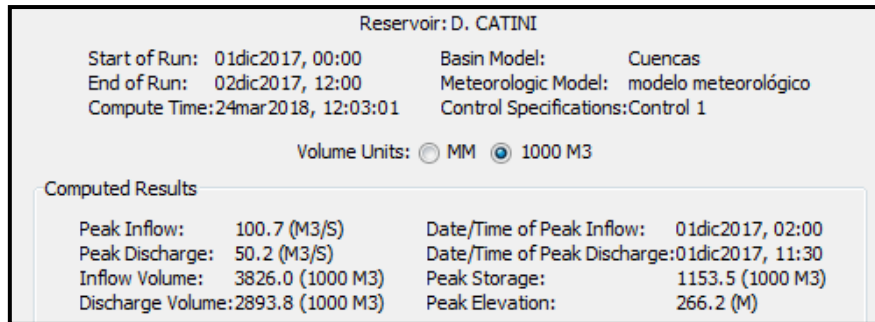 Reservoir: D. CATINI
Start of Run: 01dic2017, 00:00 Basin Model: Cuencas
End of Run: 02dic2017, 12:00 Meteorologic Model: modelo meteorológico
Compute Time:24mar2018, 12:03:01 Control Specifications:Control 1
Volume Units: MM 1000 M3
Computed Results
Peak Inflow: 100.7 (M3/S) Date/Time of Peak Inflow: 01dic2017, 02:00
Peak Discharge: 50.2 (M3/S) Date/Time of Peak Discharge:01dic2017, 11:30
Inflow Volume: 3826.0 (1000 M3) Peak Storage: 1153.5 (1000 M3)
Discharge Volume:2893.8 (1000 M3) Peak Elevation: 266.2 (M)